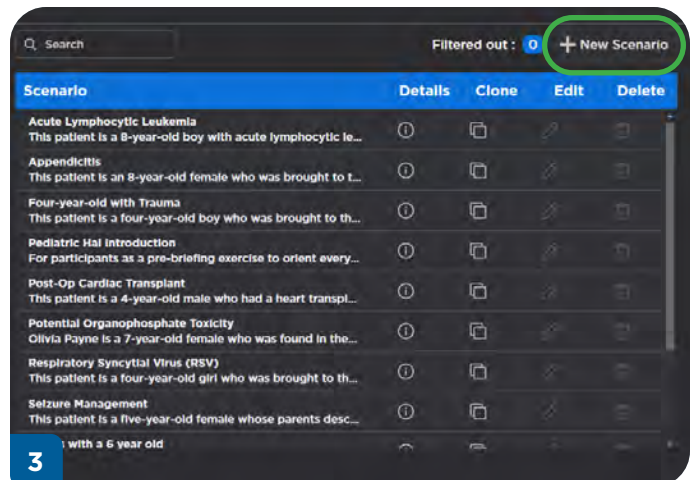 Search
Filtered out : 0
New Scenario
Scenario Details Clone Edit Delete
Acute Lymphocytic Leukemia
This patient is a 8-year-old boy with acute lymphocytic le...
Appendicitis
This patient is an 8-year-old female who was brought to t...
Four-year-old with Trauma
This patient is a four-year-old boy who was brought to th...
Pediatric Hal Introduction
For participants as a pre-briefing exercise to orient every...
Post-Op Cardiac Transplant
This patient is a 4-year-old male who had a heart transpl...
Potential Organophosphate Toxicity
Olivia Payne is a 7-year-old female who was found in the...
Respiratory Syncytial Virus (RSV)
This patient is a four-year-old girl who was brought to th...
Seizure Management
This patient is a five-year-old female whose parents desc...
with a 6 year old
3